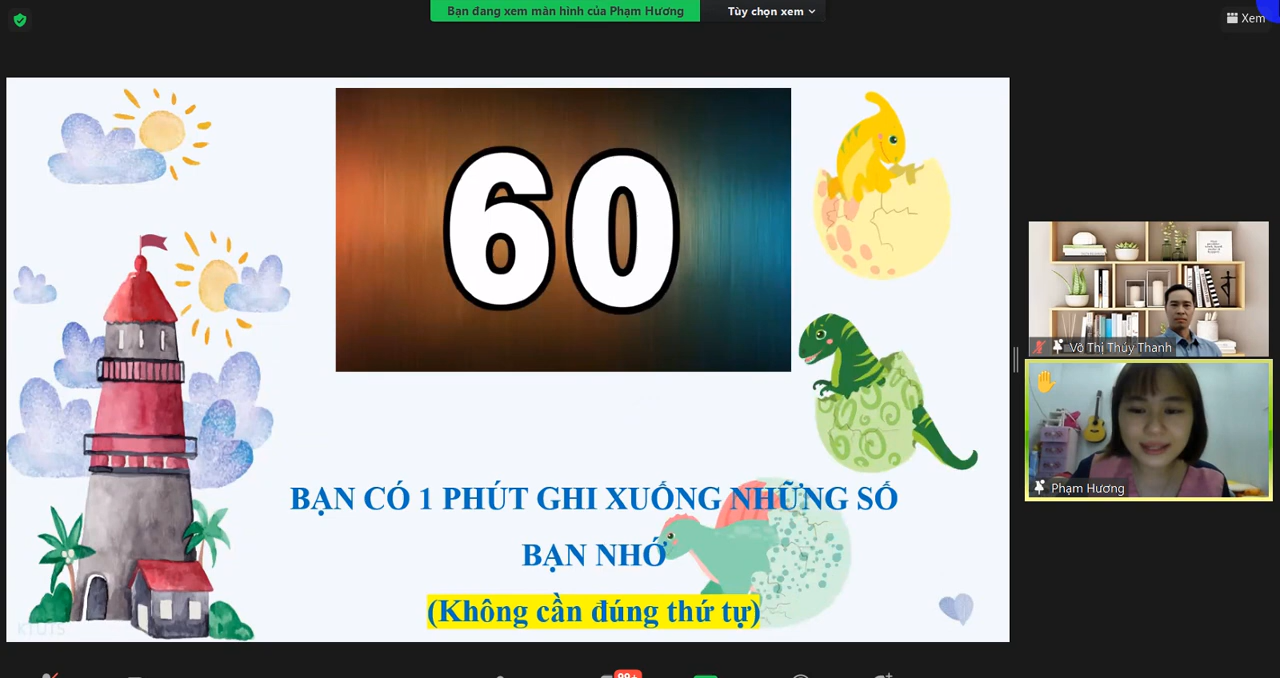 Bạn đang xem màn hình của Phạm Hương
Tùy chọn xem
Xem
60
BẠN CÓ 1 PHÚT GHI XUỐNG NHỮNG SỐ
BẠN NHỚ
(Không cần đúng thứ tự)
Võ Thị Thúy Thanh
Phạm Hương
99+